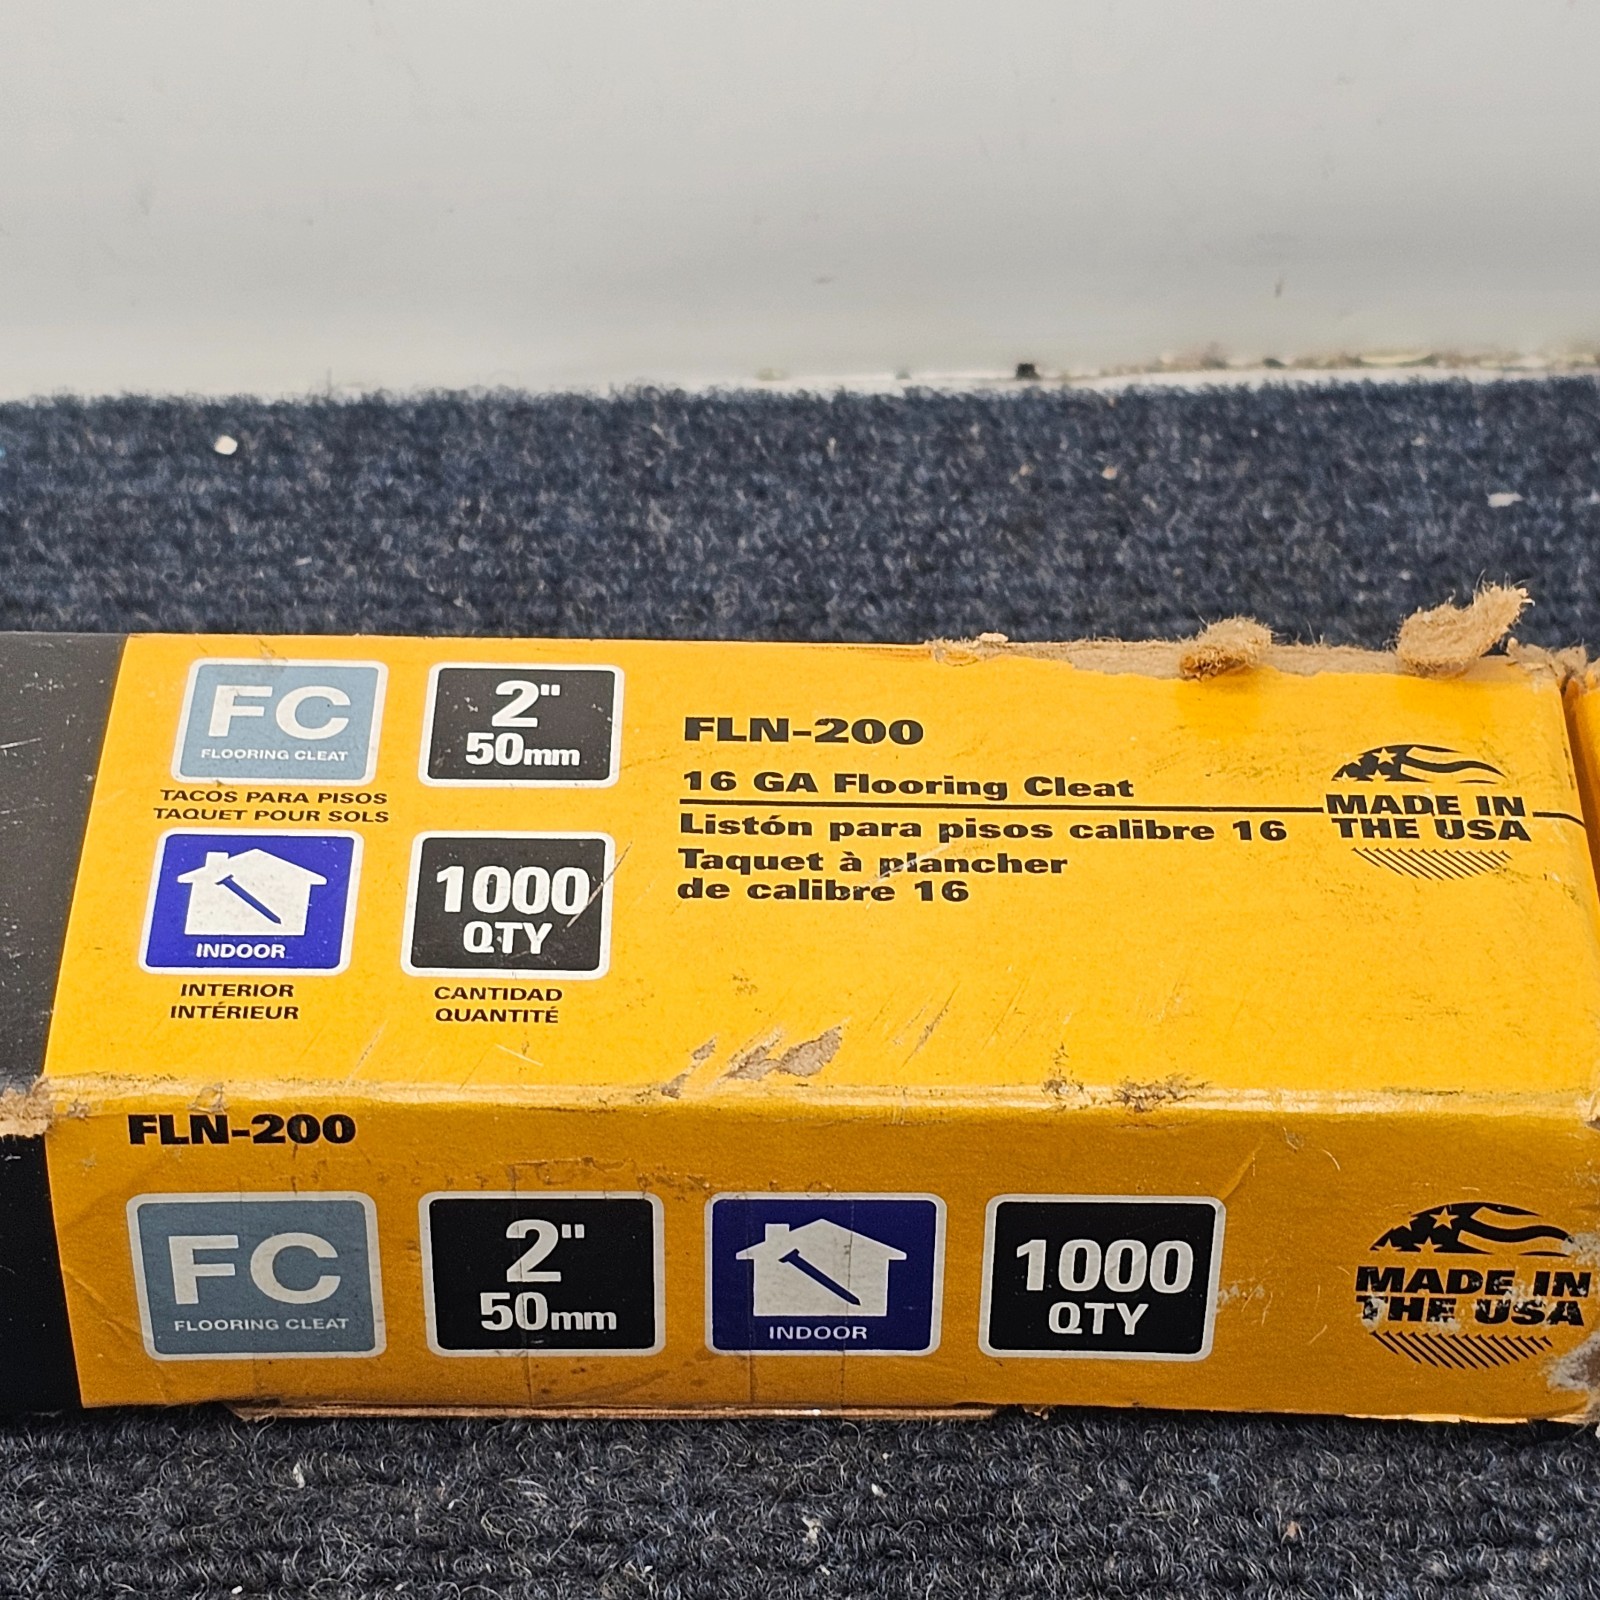 FC
FLOORING CLEAT
TACOS PARA PISOS
TAQUET POUR SOLS
2"
50mm
INDOOR
INTERIOR
INTÉRIEUR
1000
QTY
CANTIDAD
QUANTITÉ
FLN-200
16 GA Flooring Cleat
Listón para pisos calibre 16
Taquet à plancher
de calibre 16
MADE IN
THE USA
FLN-200
FC
FLOORING CLEAT
2"
50mm
INDOOR
1000
QTY
MADE IN
THE USA